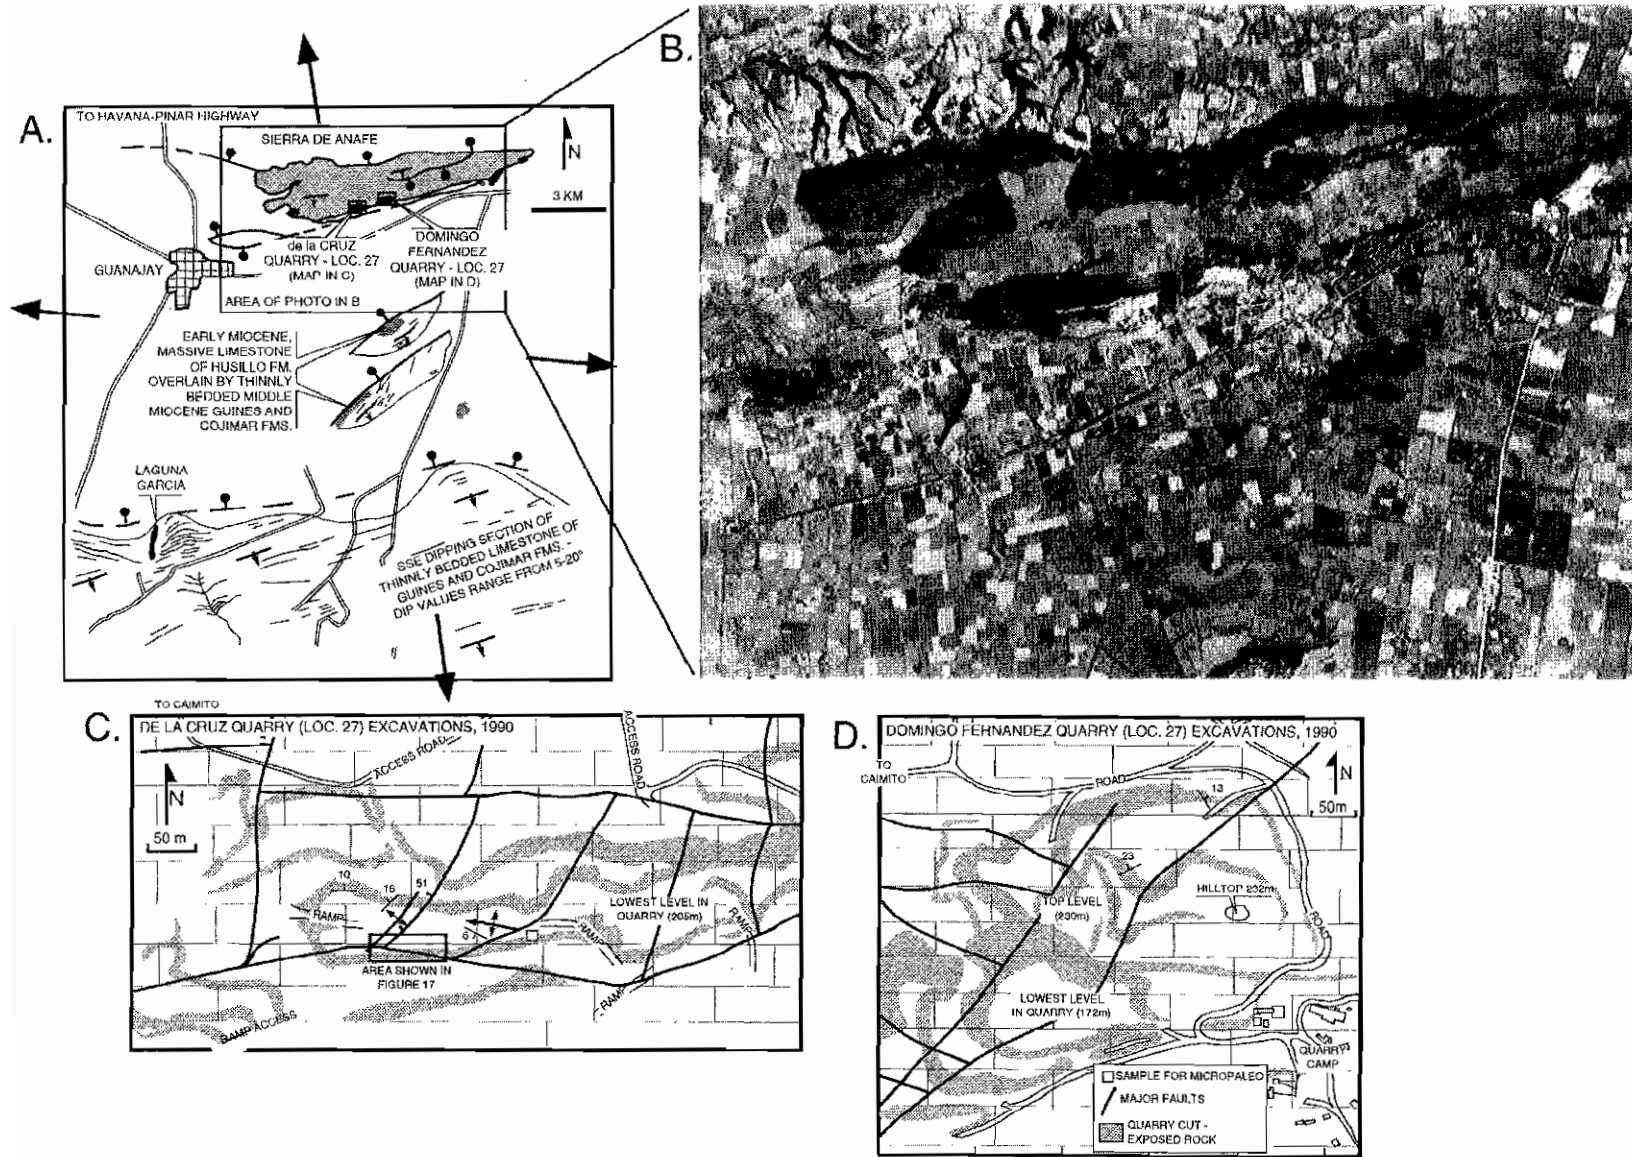 A.
TO HAVANA-PINAR HIGHWAY
SIERRA DE ANAFE
N
3 KM
de la CRUZ
QUARRY - LOC. 27
(MAP IN C)
DOMINGO
FERNANDEZ
QUARRY - LOC. 27
(MAP IN D)
GUANAJAY
AREA OF PHOTO IN B
EARLY MIOCENE,
MASSIVE LIMESTONE
OF HUSILLO FM.
OVERLAIN BY THINNLY
BEDDED MIDDLE
MIOCENE GUINES AND
COJIMAR FMS.
LAGUNA
GARCIA
SSE DIPPING SECTION OF
THINNLY BEDDED LIMESTONE OF
GUINES AND COJIMAR FMS. -
DIP VALUES RANGE FROM 5-20°
B.
C.
TO CAIMITO
DE LA CRUZ QUARRY (LOC. 27) EXCAVATIONS, 1990
ACCESS ROAD
ACCESS ROAD
N
50 m
10
16
51
RAMP
6
LOWEST LEVEL IN
QUARRY (205m)
RAMP
RAMP
AREA SHOWN IN
FIGURE 17
RAMP
RAMP ACCESS
D.
DOMINGO FERNANDEZ QUARRY (LOC. 27) EXCAVATIONS, 1990
TO
CAIMITO
ROAD
13
N
50m
23
HILLTOP 232m
TOP LEVEL
(230m)
ROAD
LOWEST LEVEL
IN QUARRY (172m)
QUARRY
CAMP
SAMPLE FOR MICROPALEO
MAJOR FAULTS
QUARRY CUT -
EXPOSED ROCK